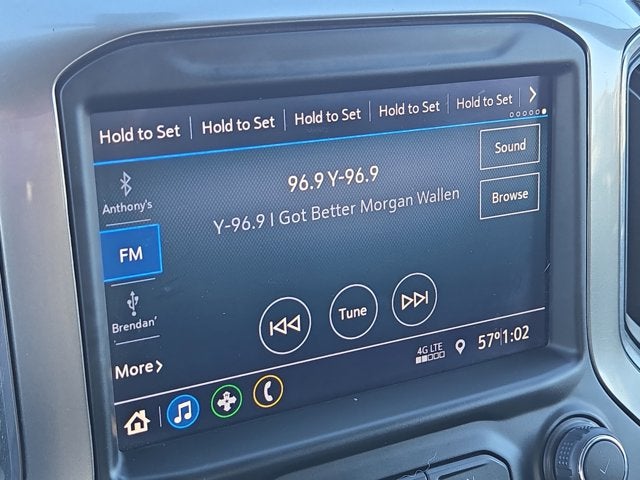 Hold to Set Hold to Set Hold to Set Hold to Set Hold to Set
Anthony's
96.9 Y-96.9
Sound
Y-96.9 I Got Better Morgan Wallen
Browse
FM
Brendan'
Tune
More
4G LTE
57° 1:02